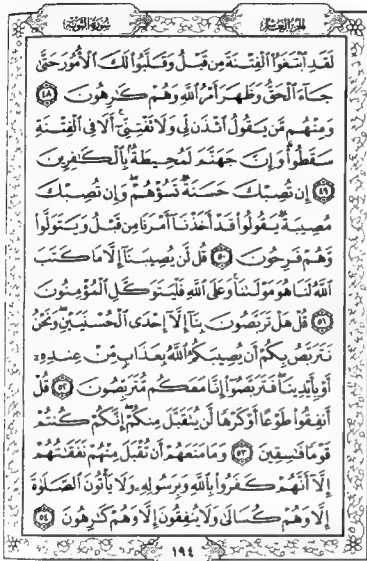 الجزء العاشر سورة التوبة
لَقَدِ ٱبْتَغَوُا۟ ٱلْفِتْنَةَ مِن قَبْلُ وَقَلَّبُوا۟ لَكَ ٱلْأُمُورَ حَتَّىٰ
جَآءَ ٱلْحَقُّ وَظَهَرَ أَمْرُ ٱللَّهِ وَهُمْ كَـٰرِهُونَ ٤٨
وَمِنْهُم مَّن يَقُولُ ٱئْذَن لِّى وَلَا تَفْتِنِّىٓ أَلَا فِى ٱلْفِتْنَةِ
سَقَطُوا۟ وَإِنَّ جَهَنَّمَ لَمُحِيطَةٌۢ بِٱلْكَـٰفِرِينَ
٤٩ إِن تُصِبْكَ حَسَنَةٌ تَسُؤْهُمْ وَإِن تُصِبْكَ
مُصِيبَةٌ يَقُولُوا۟ قَدْ أَخَذْنَآ أَمْرَنَا مِن قَبْلُ وَيَتَوَلَّوا۟
وَّهُمْ فَرِحُونَ ٥٠ قُل لَّن يُصِيبَنَآ إِلَّا مَا كَتَبَ
ٱللَّهُ لَنَا هُوَ مَوْلَىٰنَا وَعَلَى ٱللَّهِ فَلْيَتَوَكَّلِ ٱلْمُؤْمِنُونَ
٥١ قُلْ هَلْ تَرَبَّصُونَ بِنَآ إِلَّآ إِحْدَى ٱلْحُسْنَيَيْنِ وَنَحْنُ
نَتَرَبَّصُ بِكُمْ أَن يُصِيبَكُمُ ٱللَّهُ بِعَذَابٍ مِّنْ عِندِهِۦٓ
أَوْ بِأَيْدِينَا فَتَرَبَّصُوٓا۟ إِنَّا مَعَكُم مُّتَرَبِّصُونَ ٥٢ قُلْ
أَنفِقُوا۟ طَوْعًا أَوْ كَرْهًا لَّن يُتَقَبَّلَ مِنكُمْ إِنَّكُمْ كُنتُمْ
قَوْمًا فَـٰسِقِينَ ٥٣ وَمَا مَنَعَهُمْ أَن تُقْبَلَ مِنْهُمْ نَفَقَـٰتُهُمْ
إِلَّآ أَنَّهُمْ كَفَرُوا۟ بِٱللَّهِ وَبِرَسُولِهِۦ وَلَا يَأْتُونَ ٱلصَّلَوٰةَ
إِلَّا وَهُمْ كُسَالَىٰ وَلَا يُنفِقُونَ إِلَّا وَهُمْ كَـٰرِهُونَ ٥٤
١٩٤